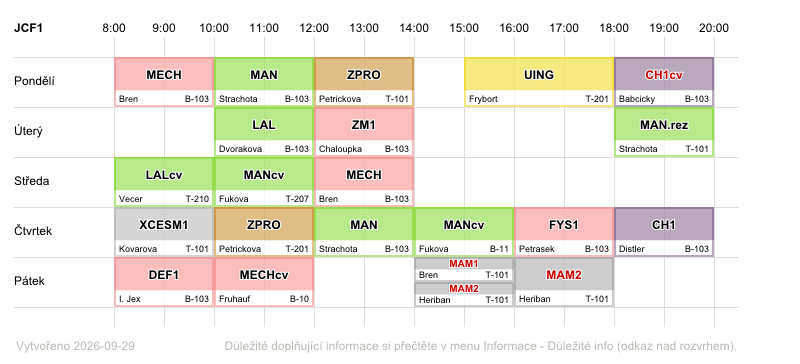 JCF1 8:00 9:00 10:00 11:00 12:00 13:00 14:00 15:00 16:00 17:00 18:00 19:00 20:00
Pondělí
MECH MAN ZPRO UING CH1cv
Bren B-103 Strachota B-103 Petrickova T-101 Frybort T-201 Babcicky B-103
Úterý
LAL ZM1 MAN.rez
Dvorakova B-103 Chaloupka B-103 Strachota T-101
Středa
LALcv MANcv MECH
Vecer T-210 Fukova T-207 Bren B-103
Čtvrtek
XCESM1 ZPRO MAN MANcv FYS1 CH1
Kovarova T-101 Petrickova T-201 Strachota B-103 Fukova B-11 Petrasek B-103 Distler B-103
Pátek
DEF1 MECHcv MAM1 MAM2
Bren T-101
MAM2
I. Jex B-103 Fruhauf B-10 Heriban T-101 Heriban T-101
Vytvořeno 2026-09-29 Důležité doplňující informace si přečtěte v menu Informace - Důležité info (odkaz nad rozvrhem).